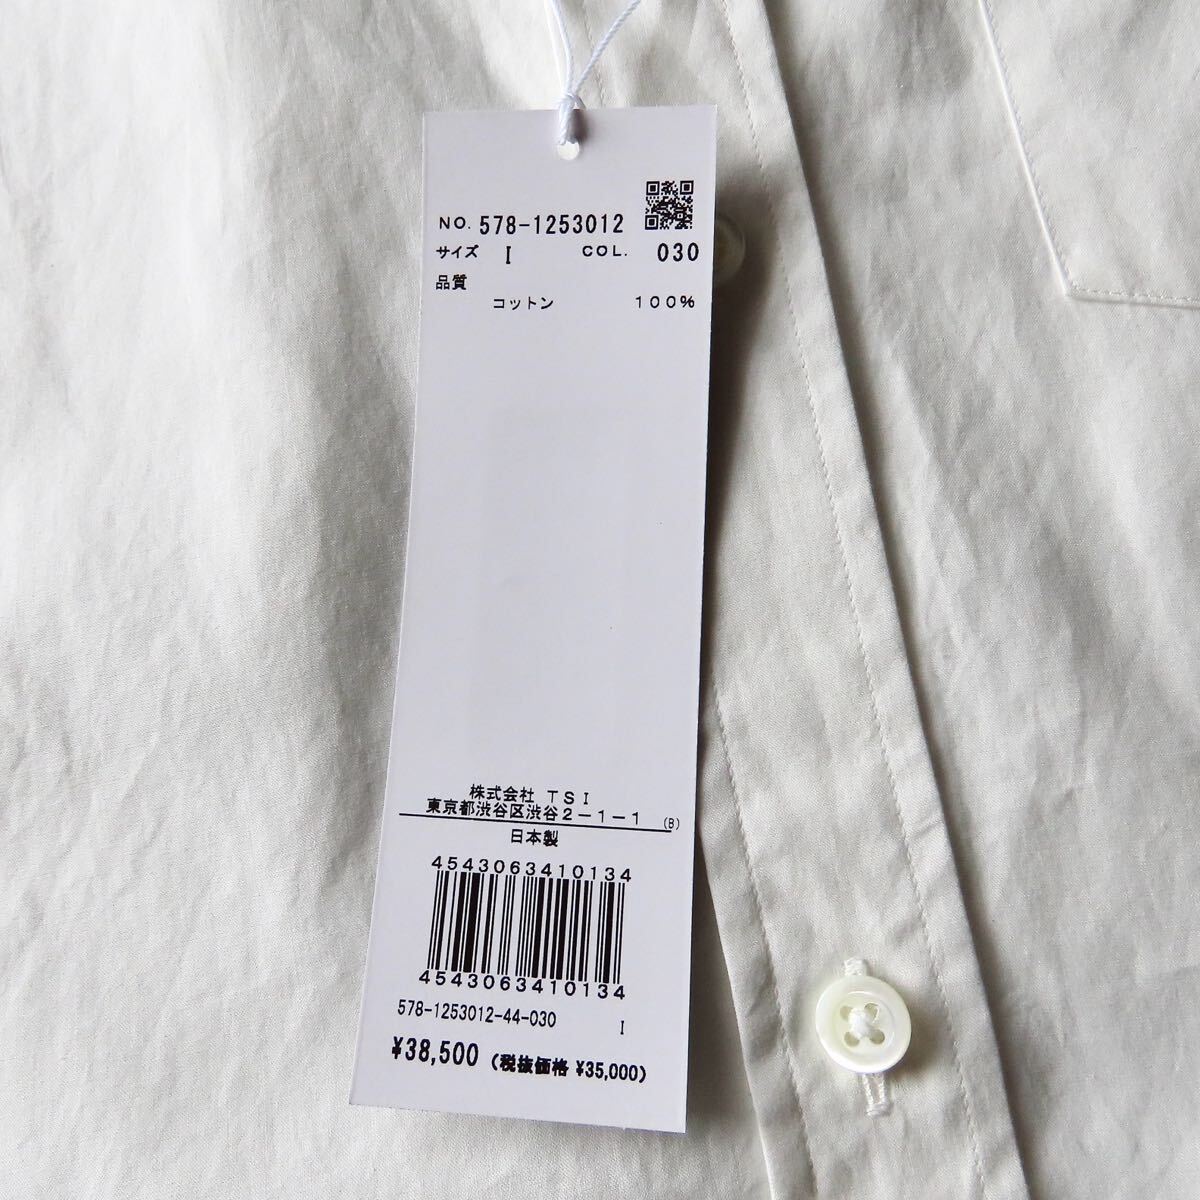 NO. 578-1253012
サイズ I COL. 030
品質
コットン 100%
株式会社 TSI
東京都渋谷区渋谷2-1-1 (B)
日本製
4543063410134
4543063410134
578-1253012-44-030 I
¥38,500 (税抜価格 ¥35,000)